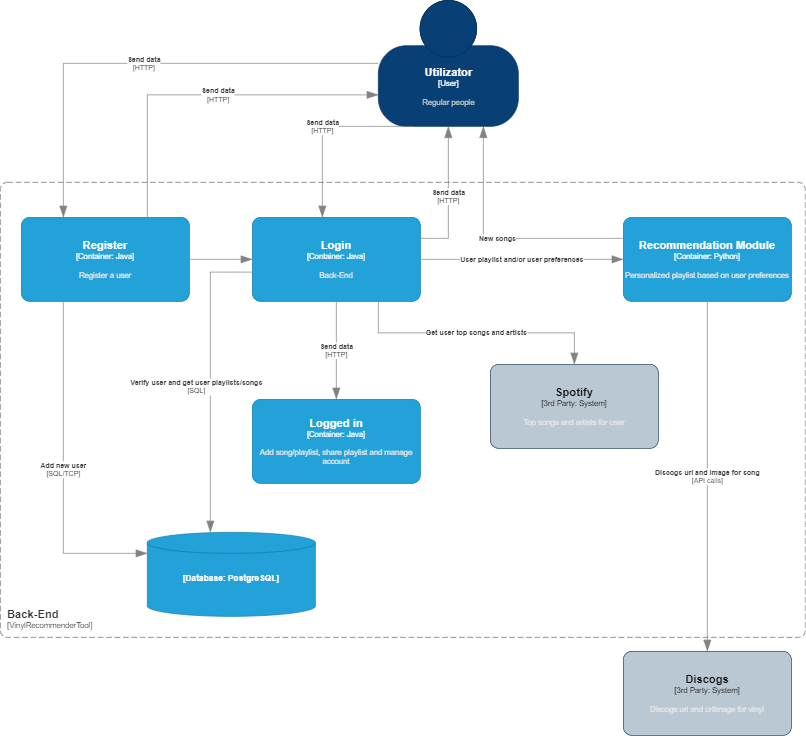 Utilizator
[User]
Regular people
Send data
[HTTP]
Send data
[HTTP]
Send data
[HTTP]
Send data
[HTTP]
New songs
Register
[Container: Java]
Register a user
Login
[Container: Java]
Back-End
User playlist and/or user preferences
Recommendation Module
[Container: Python]
Personalized playlist based on user preferences
Get user top songs and artists
Send data
[HTTP]
Verify user and get user playlists/songs
[SQL]
Spotify
[3rd Party: System]
Top songs and artists for user
Logged in
[Container: Java]
Add song/playlist, share playlist and manage
account
Add new user
[SQL/TCP]
Discogs url and image for song
[API calls]
[Database: PostgreSQL]
Back-End
[VinylRecommenderTool]
Discogs
[3rd Party: System]
Discogs url and urlImage for vinyl